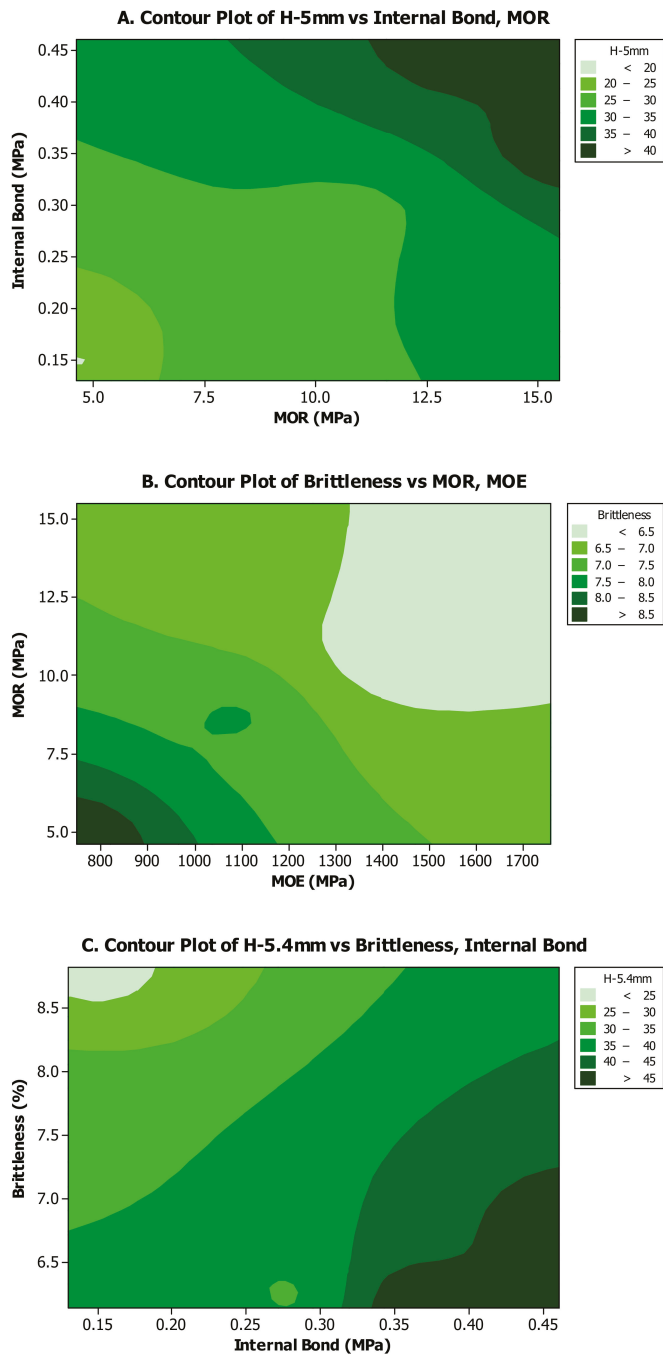 A. Contour Plot of H-5mm vs Internal Bond, MOR
H-5mm
< 20
20 – 25
25 – 30
30 – 35
35 – 40
> 40
Internal Bond (MPa)
0.45
0.40
0.35
0.30
0.25
0.20
0.15
5.0 7.5 10.0 12.5 15.0
MOR (MPa)
B. Contour Plot of Brittleness vs MOR, MOE
Brittleness
< 6.5
6.5 – 7.0
7.0 – 7.5
7.5 – 8.0
8.0 – 8.5
> 8.5
MOR (MPa)
15.0
12.5
10.0
7.5
5.0
800 900 1000 1100 1200 1300 1400 1500 1600 1700
MOE (MPa)
C. Contour Plot of H-5.4mm vs Brittleness, Internal Bond
H-5.4mm
< 25
25 – 30
30 – 35
35 – 40
40 – 45
> 45
Brittleness (%)
8.5
8.0
7.5
7.0
6.5
0.15 0.20 0.25 0.30 0.35 0.40 0.45
Internal Bond (MPa)